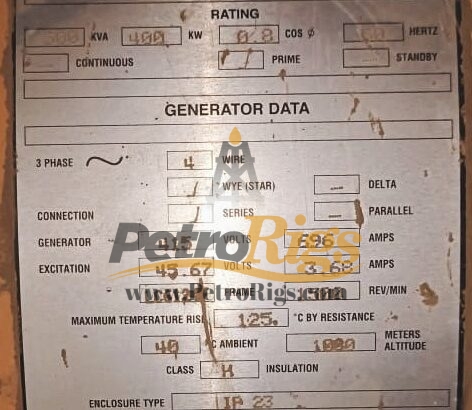 RATING
500 KVA 400 KW 0.8 COS Ø 60 HERTZ
CONTINUOUS / PRIME STANDBY
GENERATOR DATA
3 PHASE ~ 4 WIRE
/ WYE (STAR) — DELTA
CONNECTION / SERIES — PARALLEL
GENERATOR 415 VOLTS 696 AMPS
PetroRigs
EXCITATION 45.67 VOLTS 3.68 AMPS
www.PetroRigs.com
FRAME 1500 REV/MIN
MAXIMUM TEMPERATURE RISE 125. °C BY RESISTANCE
40 °C AMBIENT 1000 METERS ALTITUDE
CLASS H INSULATION
ENCLOSURE TYPE IP 23